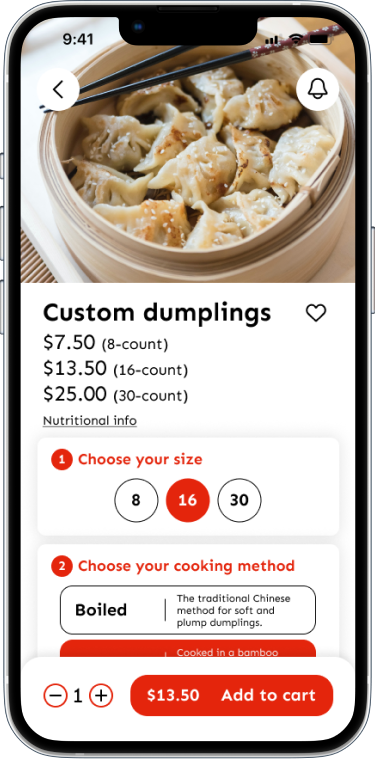 9:41
Custom dumplings
$7.50 (8-count)
$13.50 (16-count)
$25.00 (30-count)
Nutritional info
1 Choose your size
8 16 30
2 Choose your cooking method
Boiled
The traditional Chinese
method for soft and
plump dumplings.
Cooked in a bamboo
1
$13.50 Add to cart